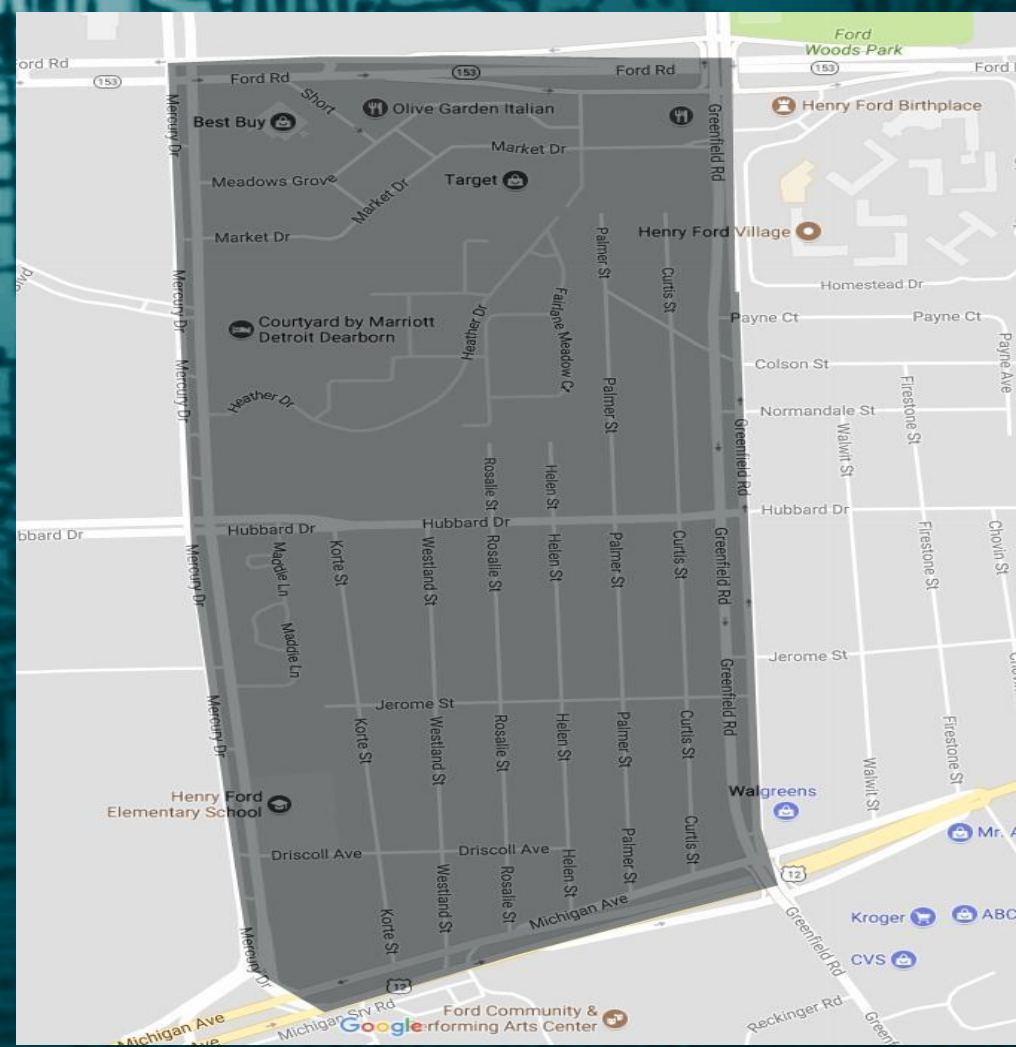 Ford
Woods Park
Ford Rd
153
Ford Rd
153
Ford Rd
153
Ford
Short
Olive Garden Italian
Best Buy
Henry Ford Birthplace
Mercury Dr
Greenfield Rd
Market Dr
Meadows Grove
Market Dr
Target
Market Dr
Henry Ford Village
Palmer St
Curtis St
Mercury Dr
Homestead Dr
Fairlane Meadow Cr
Heather Dr
Courtyard by Marriott
Detroit Dearborn
Payne Ct
Payne Ct
Payne Ave
Colson St
Mercury Dr
Heather Dr
Palmer St
Firestone St
Normandale St
Walwit St
Greenfield Rd
Rosalie St
Helen St
bbard Dr
Hubbard Dr
Hubbard Dr
Hubbard Dr
Mercury Dr
Maddie Ln
Korte St
Westland St
Rosalie St
Helen St
Palmer St
Curtis St
Greenfield Rd
Firestone St
Chovin St
Maddie Ln
Jerome St
Greenfield Rd
Jerome St
Mercury Dr
Korte St
Westland St
Rosalie St
Helen St
Palmer St
Curtis St
Firestone St
Walwit St
Henry Ford
Elementary School
Walgreens
Mr. A
Driscoll Ave
Driscoll Ave
Helen St
Palmer St
Curtis St
12
Westland St
Rosalie St
Michigan Ave
Korte St
Greenfield Rd
Kroger
ABC
CVS
Mercury Dr
12
Michigan Ave
Michigan Srv Rd
Google
Ford Community &
erforming Arts Center
Reckinger Rd
Greenf
Ave